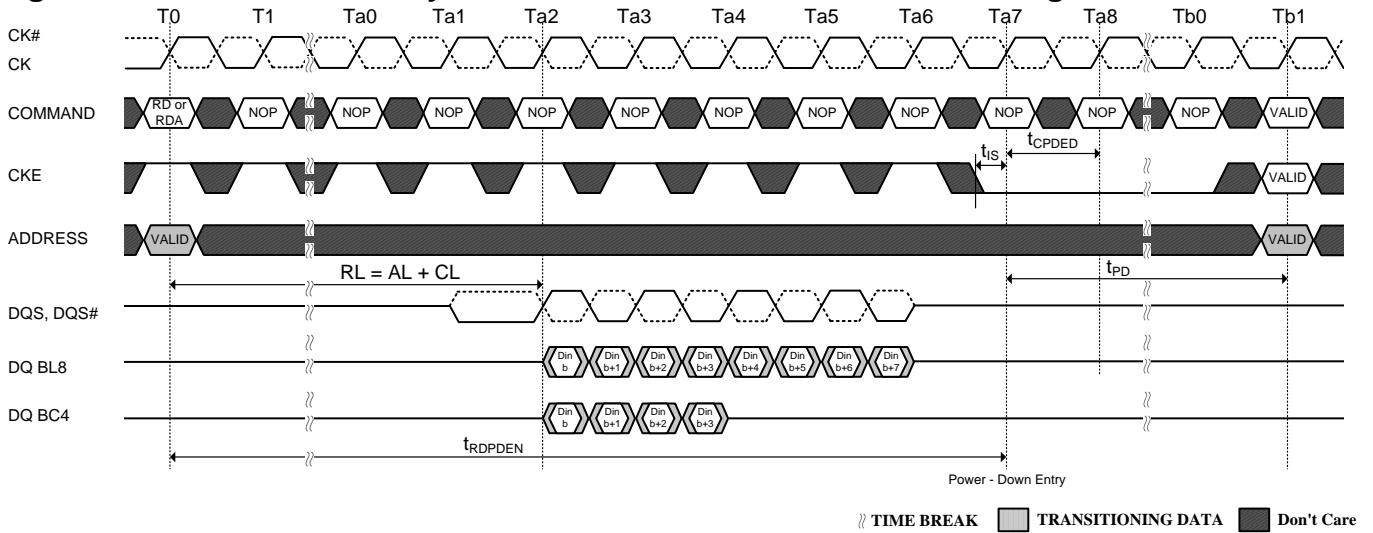 T0 T1 Ta0 Ta1 Ta2 Ta3 Ta4 Ta5 Ta6 Ta7 Ta8 Tb0 Tb1
CK#
CK
COMMAND RD or RDA NOP NOP NOP NOP NOP NOP NOP NOP NOP NOP NOP VALID
tIS tCPDED
CKE VALID
ADDRESS VALID VALID
RL = AL + CL tPD
DQS, DQS#
DQ BL8 Din b Din b+1 Din b+2 Din b+3 Din b+4 Din b+5 Din b+6 Din b+7
DQ BC4 Din b Din b+1 Din b+2 Din b+3
tRDPDEN
Power - Down Entry
TIME BREAK TRANSITIONING DATA Don't Care